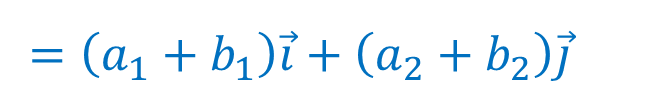 = (a₁ + b₁)i⃗ + (a₂ + b₂)j⃗